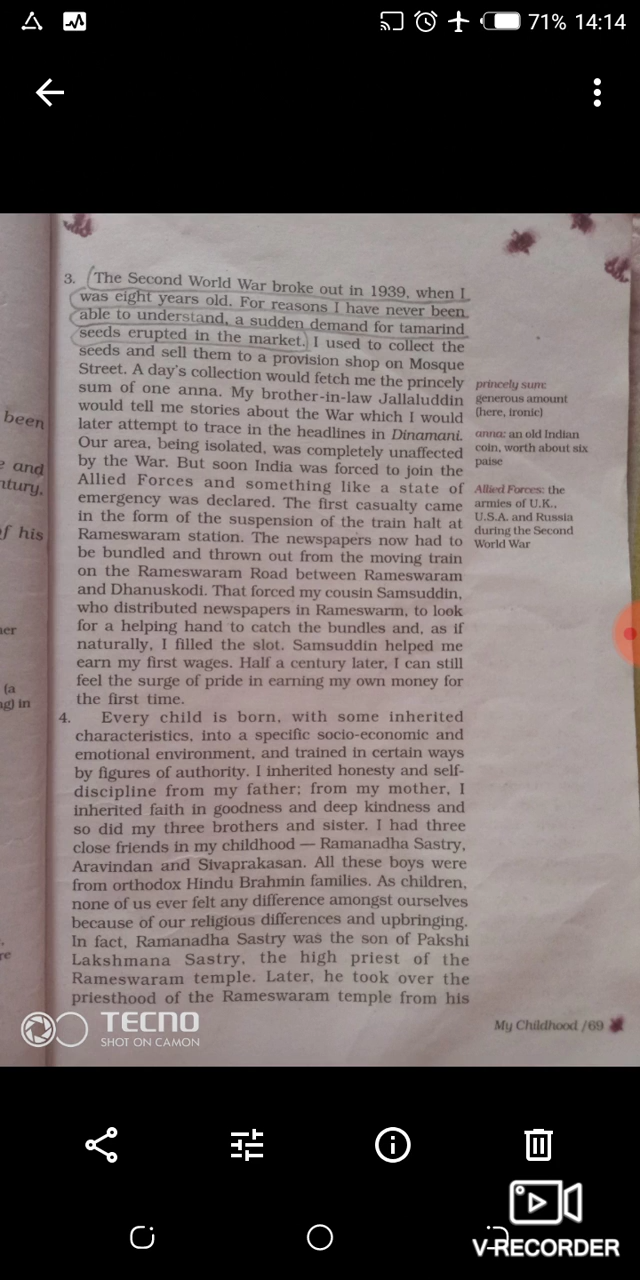 71% 14:14
been
e and
ntury.
f his
ner
(a
ng) in
re
3. The Second World War broke out in 1939, when I
was eight years old. For reasons I have never been
able to understand, a sudden demand for tamarind
seeds erupted in the market. I used to collect the
seeds and sell them to a provision shop on Mosque
Street. A day's collection would fetch me the princely
sum of one anna. My brother-in-law Jallaluddin
would tell me stories about the War which I would
later attempt to trace in the headlines in Dinamani.
Our area, being isolated, was completely unaffected
by the War. But soon India was forced to join the
Allied Forces and something like a state of
emergency was declared. The first casualty came
in the form of the suspension of the train halt at
Rameswaram station. The newspapers now had to
be bundled and thrown out from the moving train
on the Rameswaram Road between Rameswaram
and Dhanuskodi. That forced my cousin Samsuddin,
who distributed newspapers in Rameswarm, to look
for a helping hand to catch the bundles and, as if
naturally, I filled the slot. Samsuddin helped me
earn my first wages. Half a century later, I can still
feel the surge of pride in earning my own money for
the first time.
4. Every child is born, with some inherited
characteristics, into a specific socio-economic and
emotional environment, and trained in certain ways
by figures of authority. I inherited honesty and self-
discipline from my father; from my mother, I
inherited faith in goodness and deep kindness and
so did my three brothers and sister. I had three
close friends in my childhood — Ramanadha Sastry,
Aravindan and Sivaprakasan. All these boys were
from orthodox Hindu Brahmin families. As children,
none of us ever felt any difference amongst ourselves
because of our religious differences and upbringing.
In fact, Ramanadha Sastry was the son of Pakshi
Lakshmana Sastry, the high priest of the
Rameswaram temple. Later, he took over the
priesthood of the Rameswaram temple from his
princely sum:
generous amount
(here, ironic)
anna: an old Indian
coin, worth about six
paise
Allied Forces: the
armies of U.K.,
U.S.A. and Russia
during the Second
World War
My Childhood /69
TECNO
SHOT ON CAMON
V-RECORDER